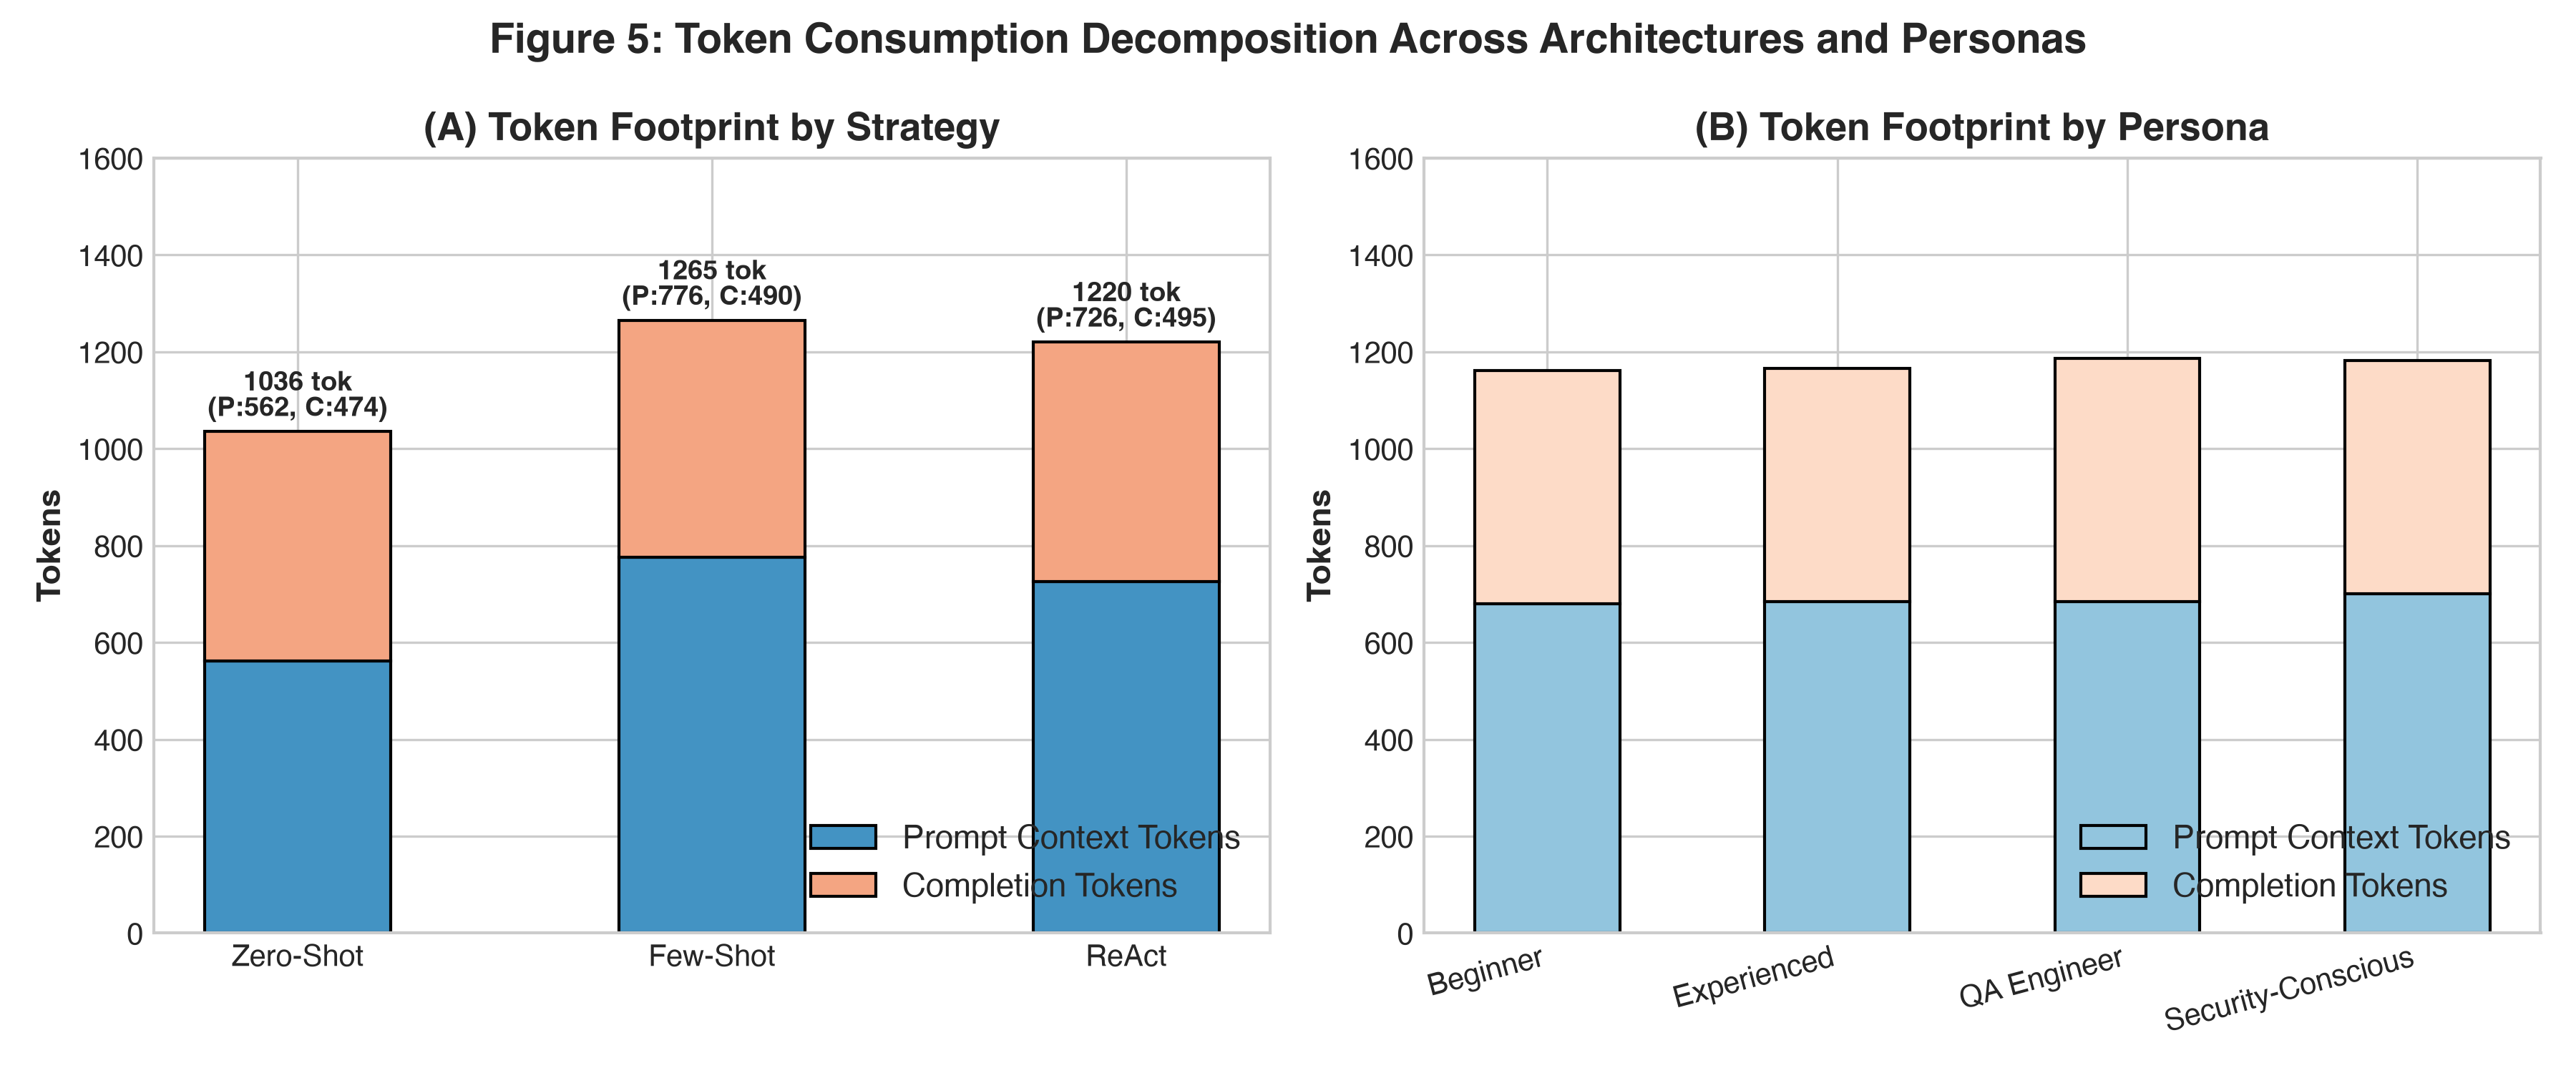 Figure 5: Token Consumption Decomposition Across Architectures and Personas
(A) Token Footprint by Strategy
1600
1400
1200
1000
800
600
400
200
0
Tokens
1036 tok
(P:562, C:474)
1265 tok
(P:776, C:490)
1220 tok
(P:726, C:495)
Prompt Context Tokens
Completion Tokens
Zero-Shot
Few-Shot
ReAct
(B) Token Footprint by Persona
1600
1400
1200
1000
800
600
400
200
0
Tokens
Prompt Context Tokens
Completion Tokens
Beginner
Experienced
QA Engineer
Security-Conscious